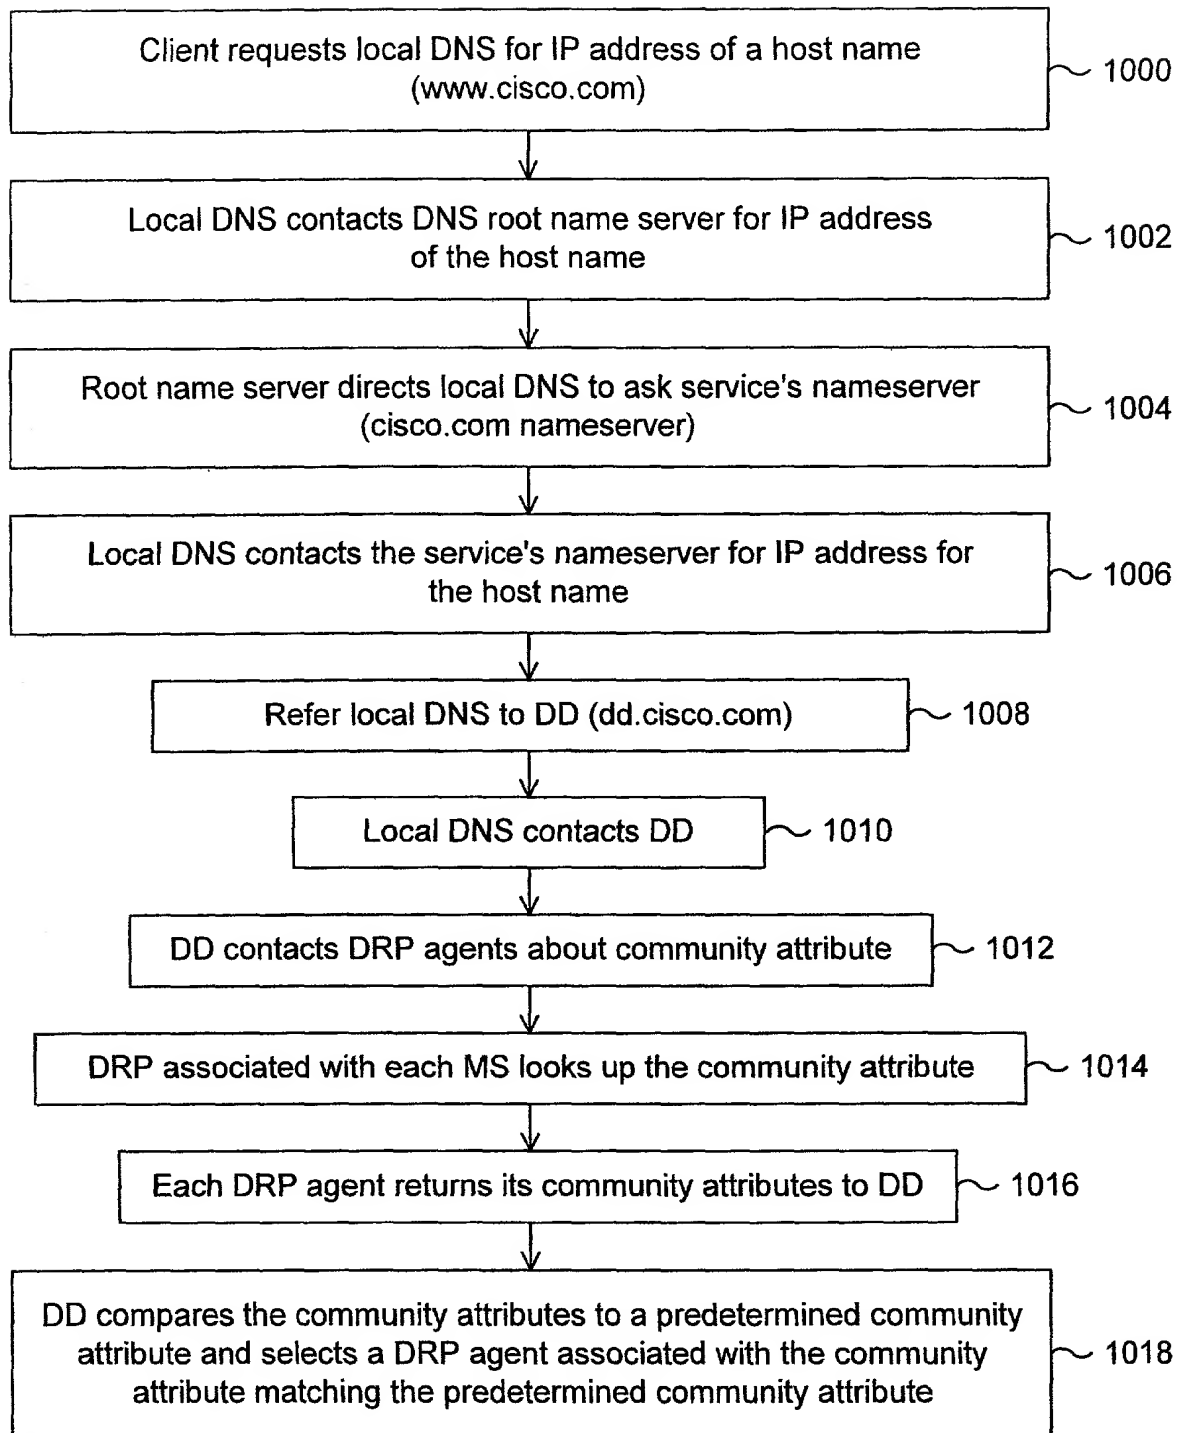 Client requests local DNS for IP address of a host name
(www.cisco.com)
1000
Local DNS contacts DNS root name server for IP address
of the host name
1002
Root name server directs local DNS to ask service's nameserver
(cisco.com nameserver)
1004
Local DNS contacts the service's nameserver for IP address for
the host name
1006
Refer local DNS to DD (dd.cisco.com)
1008
Local DNS contacts DD
1010
DD contacts DRP agents about community attribute
1012
DRP associated with each MS looks up the community attribute
1014
Each DRP agent returns its community attributes to DD
1016
DD compares the community attributes to a predetermined community
attribute and selects a DRP agent associated with the community
attribute matching the predetermined community attribute
1018